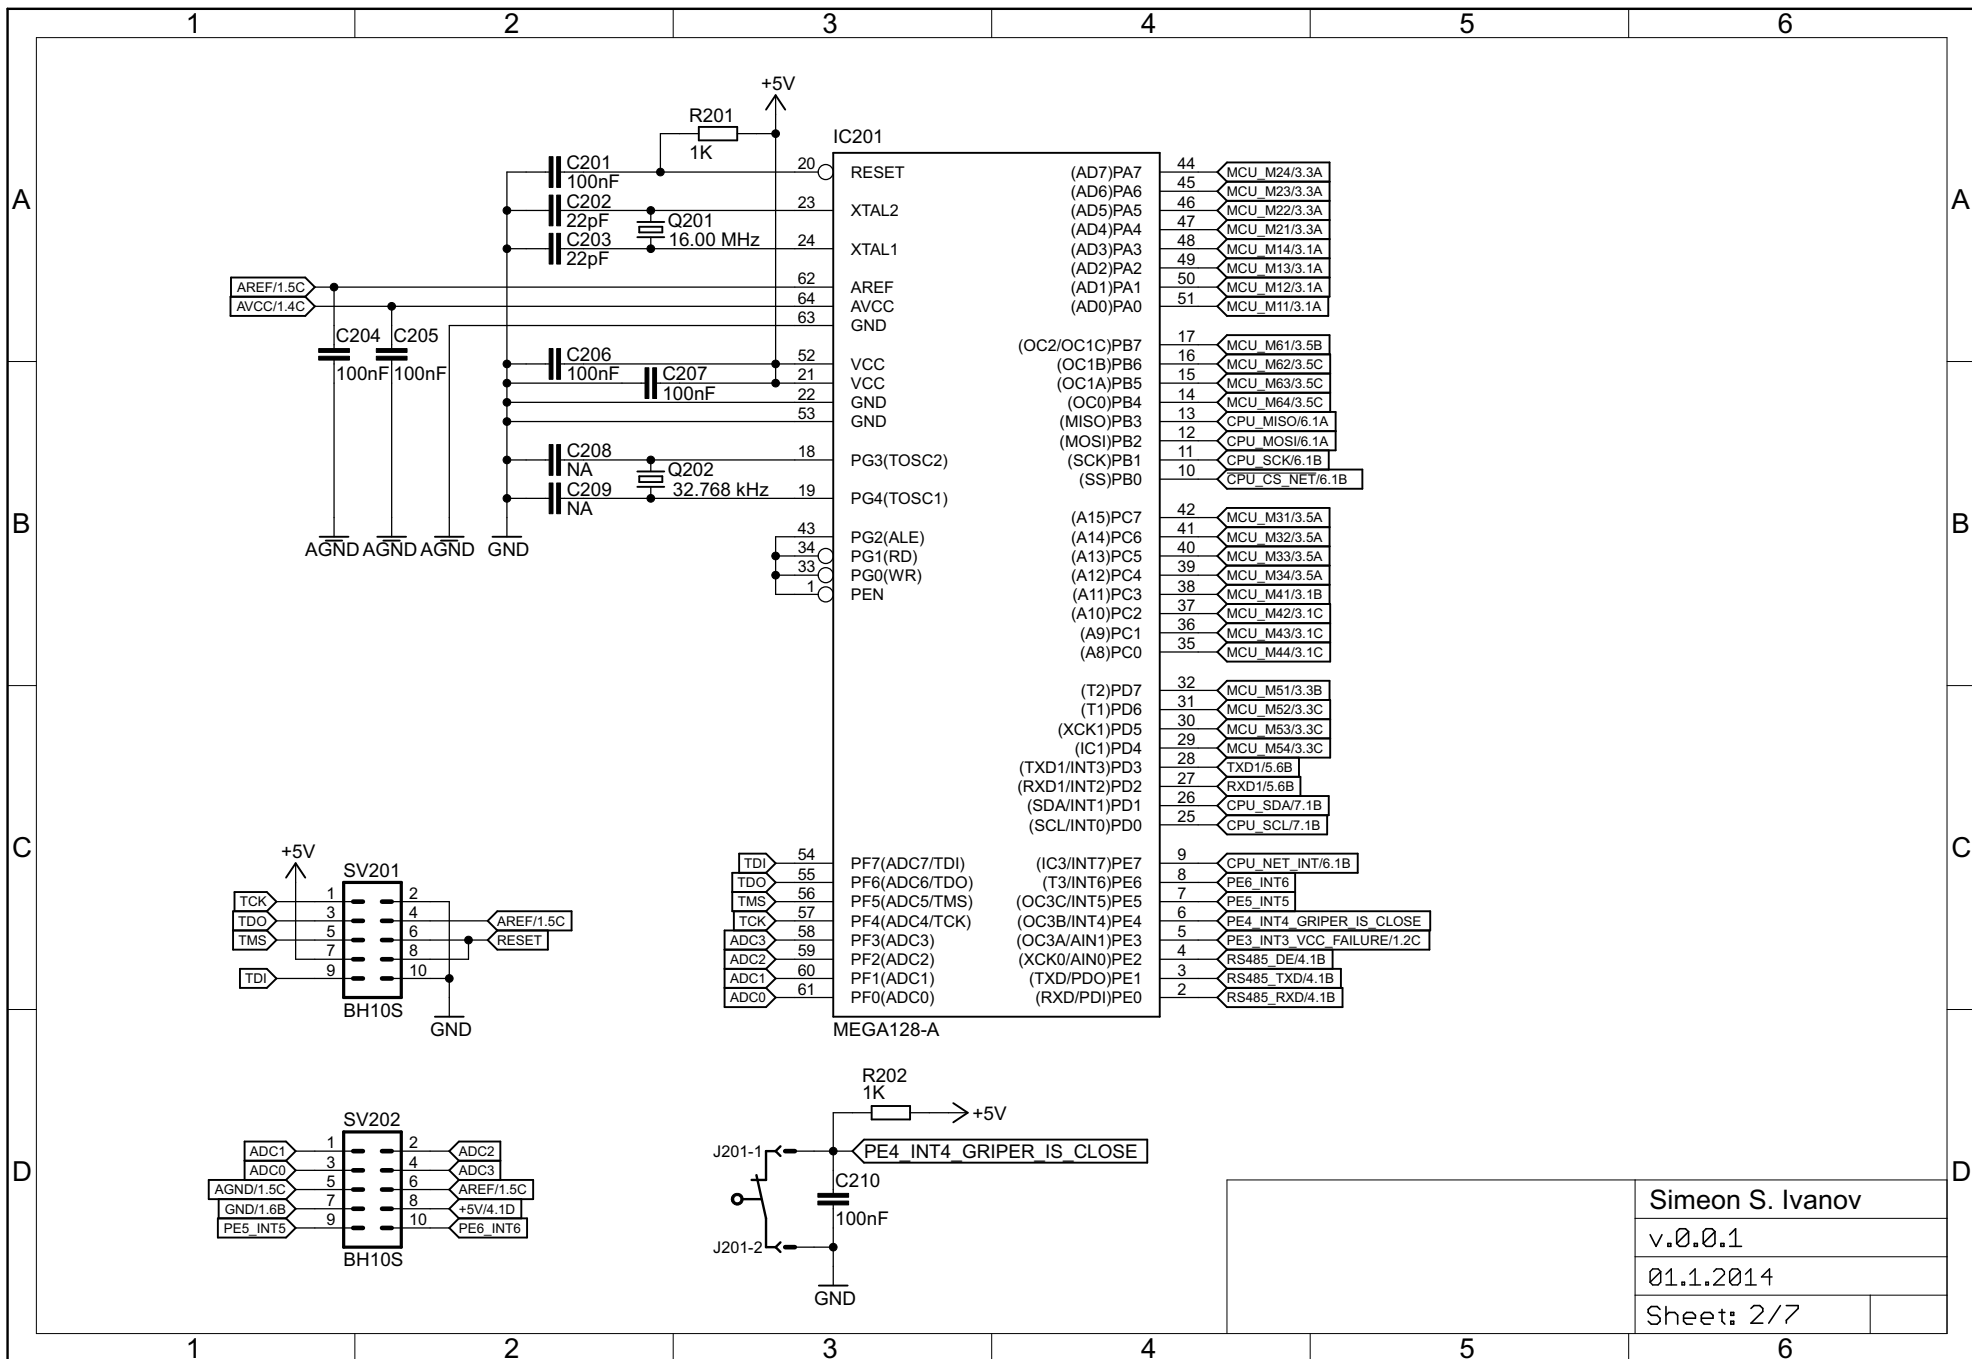 1 2 3 4 5 6
A
B
C
D
A
B
C
D
1 2 3 4 5 6
+5V
R201
1K
C201
100nF
C202
22pF
C203
22pF
Q201
16.00 MHz
AREF/1.5C
AVCC/1.4C
C204
100nF
C205
100nF
C206
100nF
C207
100nF
C208
NA
C209
NA
Q202
32.768 kHz
AGND AGND AGND GND
IC201
20 RESET
23 XTAL2
24 XTAL1
62 AREF
64 AVCC
63 GND
52 VCC
21 VCC
22 GND
53 GND
18 PG3(TOSC2)
19 PG4(TOSC1)
43 PG2(ALE)
34 PG1(RD)
33 PG0(WR)
1 PEN
TDI 54 PF7(ADC7/TDI)
TDO 55 PF6(ADC6/TDO)
TMS 56 PF5(ADC5/TMS)
TCK 57 PF4(ADC4/TCK)
ADC3 58 PF3(ADC3)
ADC2 59 PF2(ADC2)
ADC1 60 PF1(ADC1)
ADC0 61 PF0(ADC0)
(AD7)PA7 44 MCU_M24/3.3A
(AD6)PA6 45 MCU_M23/3.3A
(AD5)PA5 46 MCU_M22/3.3A
(AD4)PA4 47 MCU_M21/3.3A
(AD3)PA3 48 MCU_M14/3.1A
(AD2)PA2 49 MCU_M13/3.1A
(AD1)PA1 50 MCU_M12/3.1A
(AD0)PA0 51 MCU_M11/3.1A
(OC2/OC1C)PB7 17 MCU_M61/3.5B
(OC1B)PB6 16 MCU_M62/3.5C
(OC1A)PB5 15 MCU_M63/3.5C
(OC0)PB4 14 MCU_M64/3.5C
(MISO)PB3 13 CPU_MISO/6.1A
(MOSI)PB2 12 CPU_MOSI/6.1A
(SCK)PB1 11 CPU_SCK/6.1B
(SS)PB0 10 CPU_CS_NET/6.1B
(A15)PC7 42 MCU_M31/3.5A
(A14)PC6 41 MCU_M32/3.5A
(A13)PC5 40 MCU_M33/3.5A
(A12)PC4 39 MCU_M34/3.5A
(A11)PC3 38 MCU_M41/3.1B
(A10)PC2 37 MCU_M42/3.1C
(A9)PC1 36 MCU_M43/3.1C
(A8)PC0 35 MCU_M44/3.1C
(T2)PD7 32 MCU_M51/3.3B
(T1)PD6 31 MCU_M52/3.3C
(XCK1)PD5 30 MCU_M53/3.3C
(IC1)PD4 29 MCU_M54/3.3C
(TXD1/INT3)PD3 28 TXD1/5.6B
(RXD1/INT2)PD2 27 RXD1/5.6B
(SDA/INT1)PD1 26 CPU_SDA/7.1B
(SCL/INT0)PD0 25 CPU_SCL/7.1B
(IC3/INT7)PE7 9 CPU_NET_INT/6.1B
(T3/INT6)PE6 8 PE6_INT6
(OC3C/INT5)PE5 7 PE5_INT5
(OC3B/INT4)PE4 6 PE4_INT4_GRIPER_IS_CLOSE
(OC3A/AIN1)PE3 5 PE3_INT3_VCC_FAILURE/1.2C
(XCK0/AIN0)PE2 4 RS485_DE/4.1B
(TXD/PDO)PE1 3 RS485_TXD/4.1B
(RXD/PDI)PE0 2 RS485_RXD/4.1B
MEGA128-A
+5V
SV201
TCK 1 2
TDO 3 4 AREF/1.5C
TMS 5 6 RESET
7 8
TDI 9 10
BH10S
GND
SV202
ADC1 1 2 ADC2
ADC0 3 4 ADC3
AGND/1.5C 5 6 AREF/1.5C
GND/1.6B 7 8 +5V/4.1D
PE5_INT5 9 10 PE6_INT6
BH10S
R202
1K
+5V
J201-1
PE4_INT4_GRIPER_IS_CLOSE
C210
100nF
J201-2
GND
Simeon S. Ivanov
v.0.0.1
01.1.2014
Sheet: 2/7